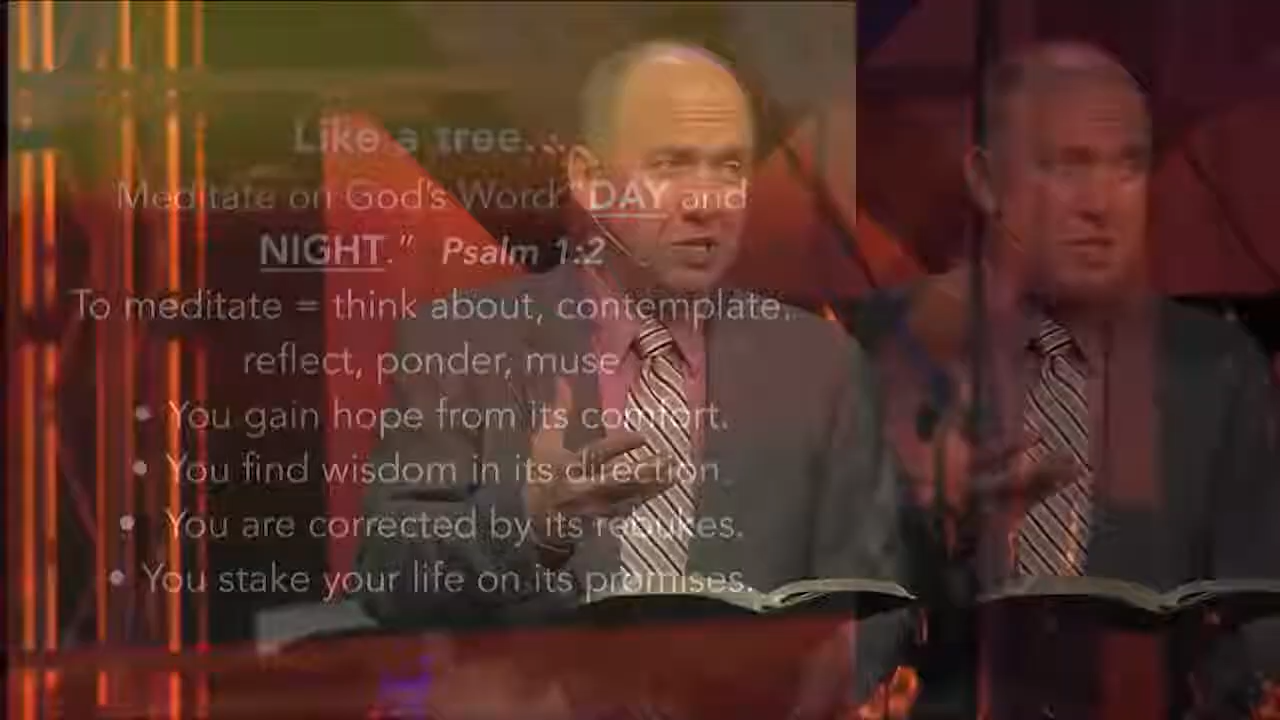 Like a tree...
Meditate on God's Word "DAY and
NIGHT." Psalm 1:2
To meditate = think about, contemplate,
reflect, ponder, muse
• You gain hope from its comfort.
• You find wisdom in its direction.
• You are corrected by its rebukes.
• You stake your life on its promises.